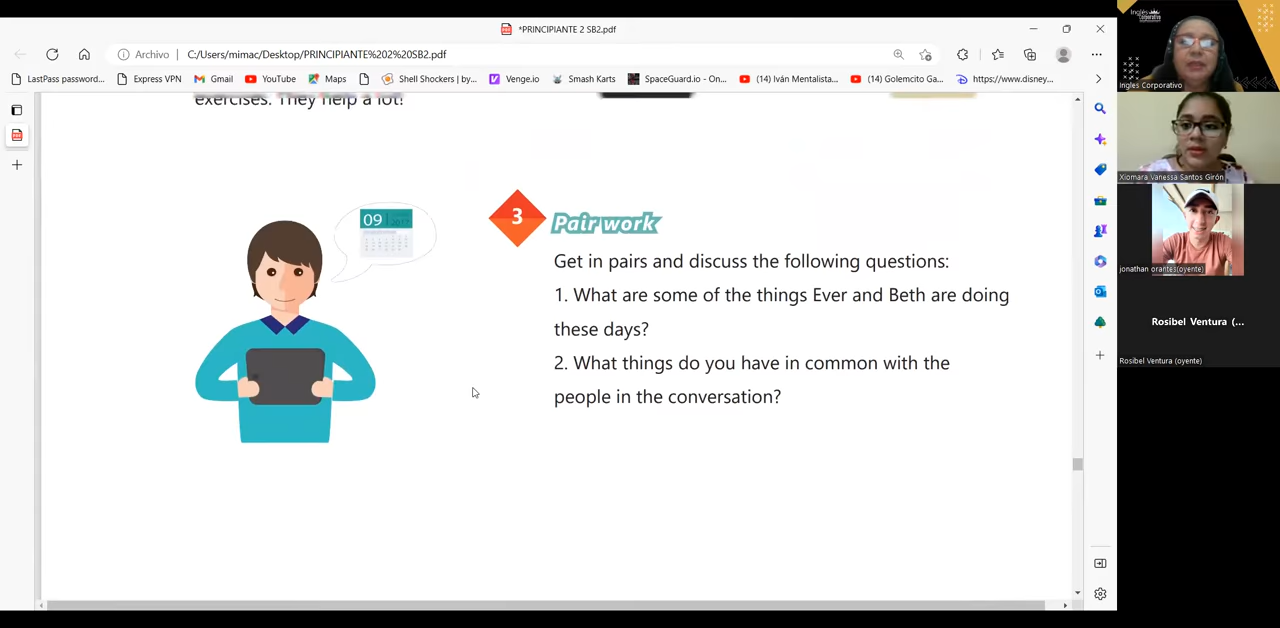 *PRINCIPIANTE 2 SB2.pdf
Archivo | C:/Users/mimac/Desktop/PRINCIPIANTE%202%20SB2.pdf
LastPass password... Express VPN Gmail YouTube Maps Shell Shockers | by... Venge.io Smash Karts SpaceGuard.io - On... (14) Iván Mentalista... (14) Golemcito Ga... https://www.disney...
exercises. They help a lot!
09
2017
3
Pair work
Get in pairs and discuss the following questions:
1. What are some of the things Ever and Beth are doing
these days?
2. What things do you have in common with the
people in the conversation?
Inglés
Corporativo
Ingles Corporativo
Xiomara Vanessa Santos Girón
jonathan orantes(oyente)
Rosibel Ventura (...
Rosibel Ventura (oyente)